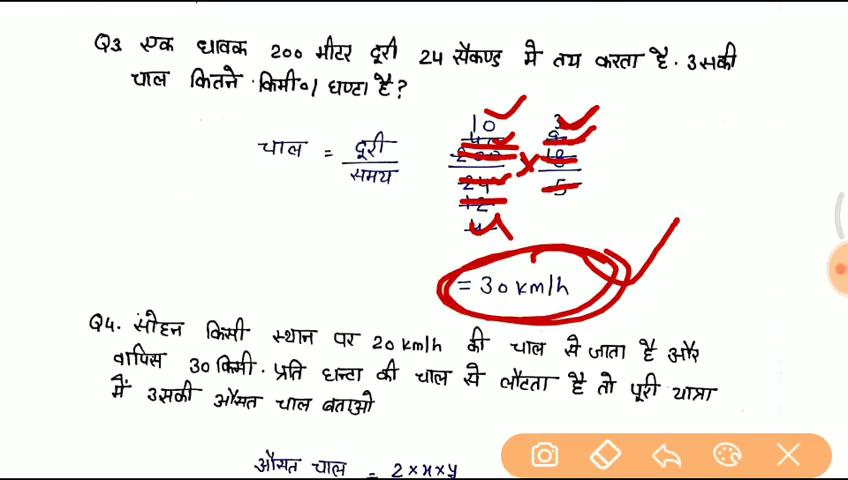 Q3 एक धावक 200 मीटर दूरी 24 सैकण्ड में तय करता है. उसकी
चाल कितने किमी०/ घण्टा है?
चाल = दूरी / समय
10 3
200 × 18
24 5
12
= 30 km/h
Q4. सोहन किसी स्थान पर 20 km/h की चाल से जाता है और
वापिस 30 किमी. प्रति घन्टा की चाल से लौटता है तो पूरी यात्रा
में उसकी औसत चाल बताओ
औसत चाल = 2 × x × y